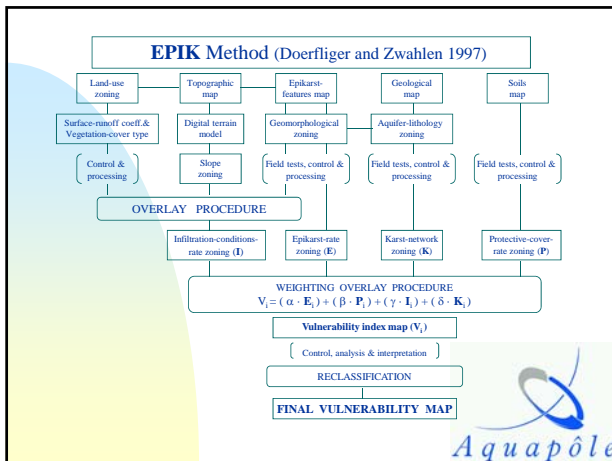 EPIK Method (Doerfliger and Zwahlen 1997)
Land-use
zoning
Topographic
map
Epikarst-
features map
Geological
map
Soils
map
Surface-runoff coeff.&
Vegetation-cover type
Digital terrain
model
Geomorphological
zoning
Aquifer-lithology
zoning
Control &
processing
Slope
zoning
Field tests, control &
processing
Field tests, control &
processing
Field tests, control &
processing
OVERLAY PROCEDURE
Infiltration-conditions-
rate zoning (I)
Epikarst-rate
zoning (E)
Karst-network
zoning (K)
Protective-cover-
rate zoning (P)
WEIGHTING OVERLAY PROCEDURE
Vi = ( α · Ei ) + ( β · Pi ) + ( γ · Ii ) + ( δ · Ki )
Vulnerability index map (Vi)
Control, analysis & interpretation
RECLASSIFICATION
FINAL VULNERABILITY MAP
Aquapôle